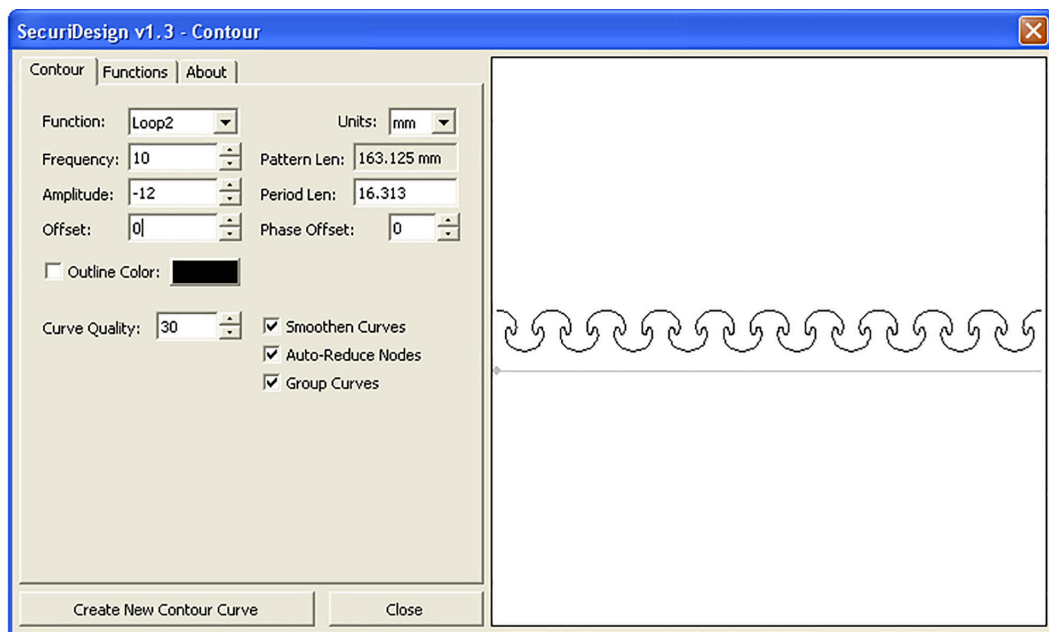 SecuriDesign v1.3 - Contour
Contour Functions About
Function: Loop2 Units: mm
Frequency: 10 Pattern Len: 163.125 mm
Amplitude: -12 Period Len: 16.313
Offset: 0 Phase Offset: 0
Outline Color:
Curve Quality: 30 Smoothen Curves
Auto-Reduce Nodes
Group Curves
Create New Contour Curve Close